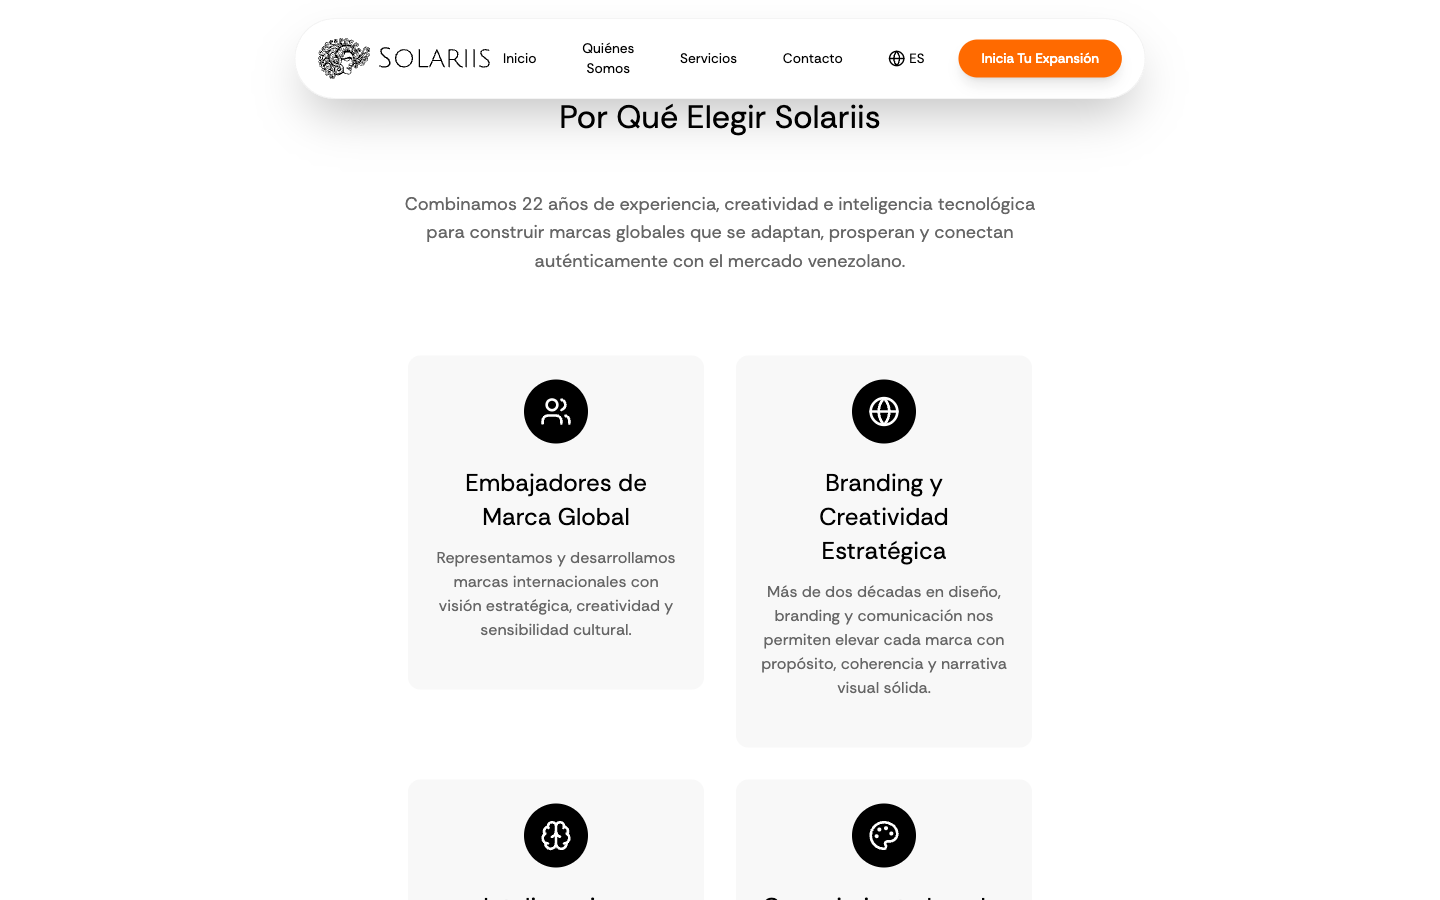 SOLARIIS
Inicio
Quiénes
Somos
Servicios
Contacto
ES
Inicia Tu Expansión
Por Qué Elegir Solariis
Combinamos 22 años de experiencia, creatividad e inteligencia tecnológica
para construir marcas globales que se adaptan, prosperan y conectan
auténticamente con el mercado venezolano.
Embajadores de
Marca Global
Representamos y desarrollamos
marcas internacionales con
visión estratégica, creatividad y
sensibilidad cultural.
Branding y
Creatividad
Estratégica
Más de dos décadas en diseño,
branding y comunicación nos
permiten elevar cada marca con
propósito, coherencia y narrativa
visual sólida.